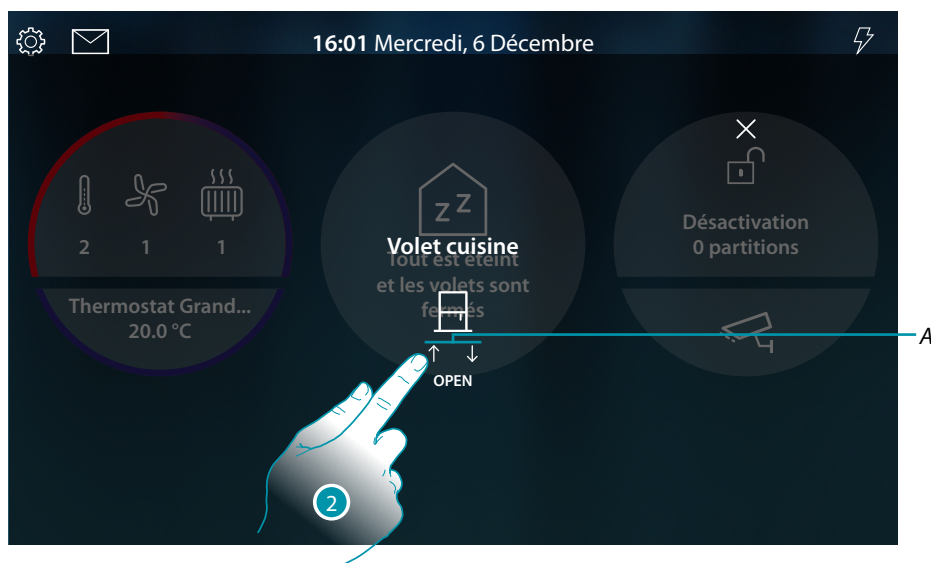 16:01 Mercredi, 6 Décembre
2 1 1
Thermostat Grand...
20.0 °C
Z Z
Volet cuisine
Tout est éteint
et les volets sont
fermés
OPEN
Désactivation
0 partitions
A
2